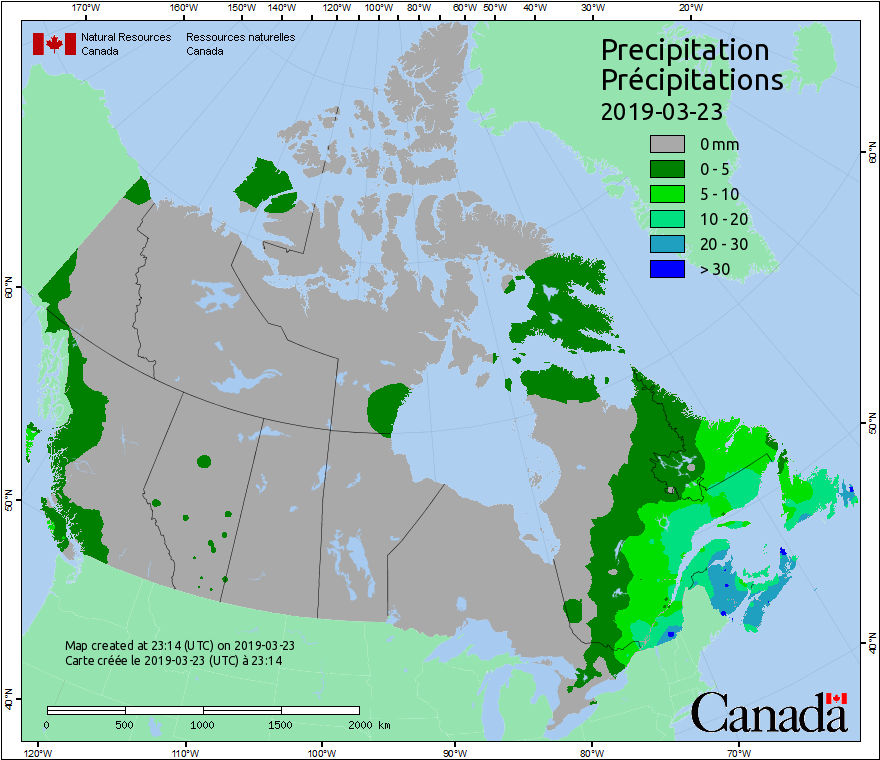 170°W 160°W 150°W 140°W 130°W 120°W 110°W 100°W 90°W 80°W 60°W 50°W 40°W 30°W 20°W
Natural Resources Ressources naturelles
Canada Canada
Precipitation
Précipitations
2019-03-23
0 mm
0 - 5
5 - 10
10 - 20
20 - 30
> 30
60°N
60°N
50°N
50°N
40°N
40°N
Map created at 23:14 (UTC) on 2019-03-23
Carte créée le 2019-03-23 (UTC) à 23:14
0 500 1000 1500 2000 km
Canada
120°W 110°W 100°W 90°W 80°W 70°W